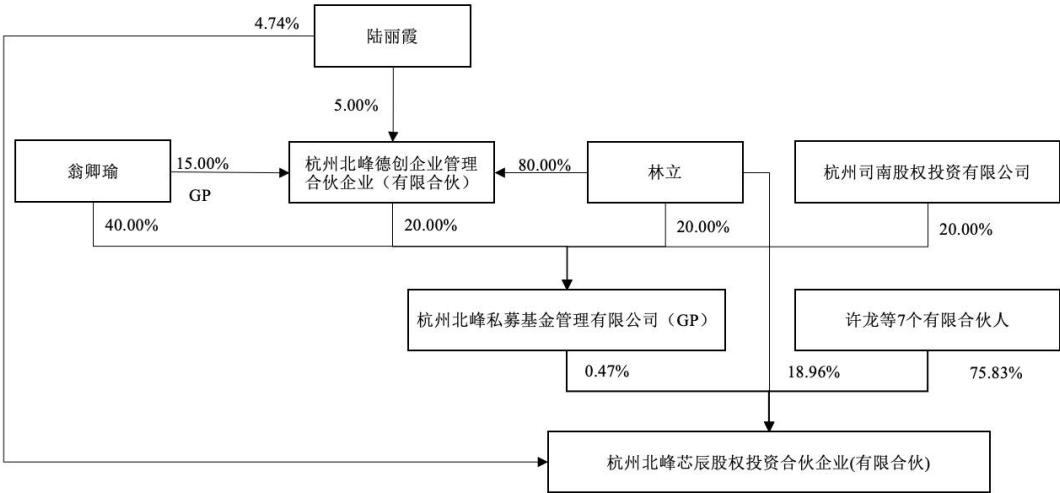 4.74%
陆丽霞
5.00%
翁卿瑜
15.00%
GP
杭州北峰德创企业管理
合伙企业（有限合伙）
80.00%
林立
杭州司南股权投资有限公司
40.00%
20.00%
20.00%
20.00%
杭州北峰私募基金管理有限公司（GP）
许龙等7个有限合伙人
0.47%
18.96%
75.83%
杭州北峰芯辰股权投资合伙企业(有限合伙)